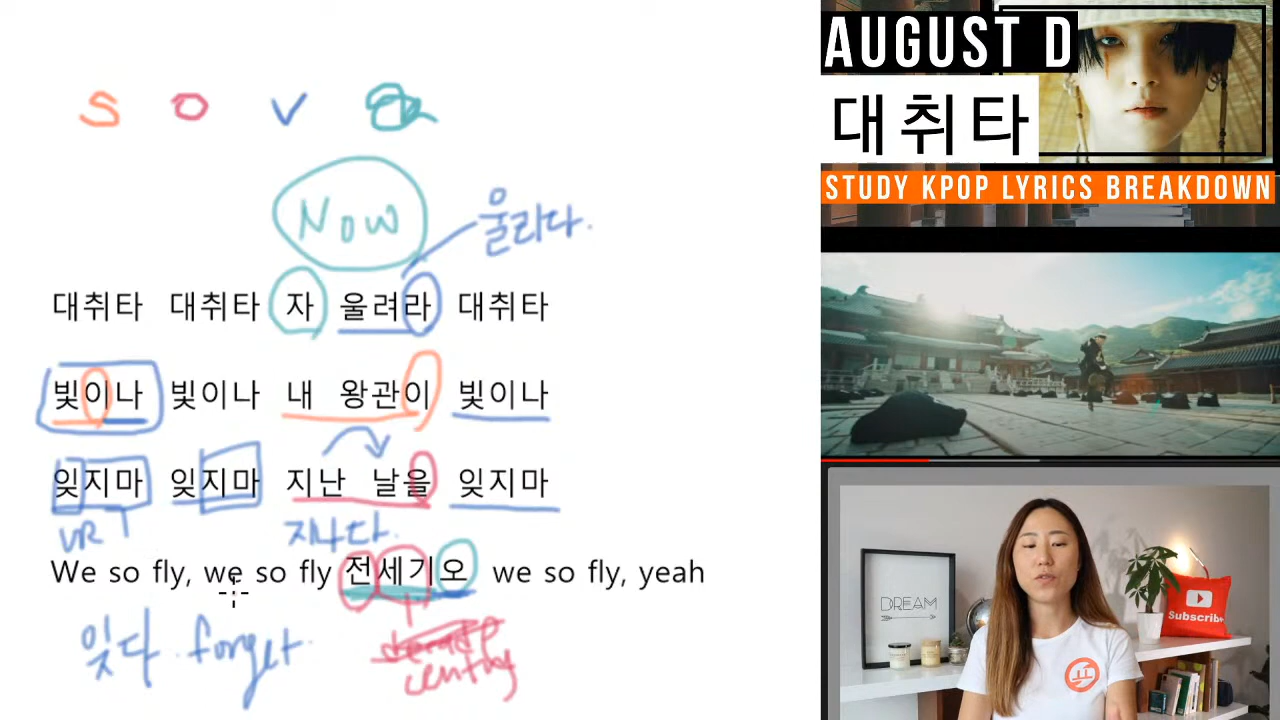 S O V
Now
울리다.
대취타 대취타 자 울려라 대취타
빛이나 빛이나 내 왕관이 빛이나
잊지마 잊지마 지난 날을 잊지마
VR T
지나다.
We so fly, we so fly 전세기오 we so fly, yeah
잊다 forget
century
AUGUST D
대취타
STUDY KPOP LYRICS BREAKDOWN
DREAM
Subscribe